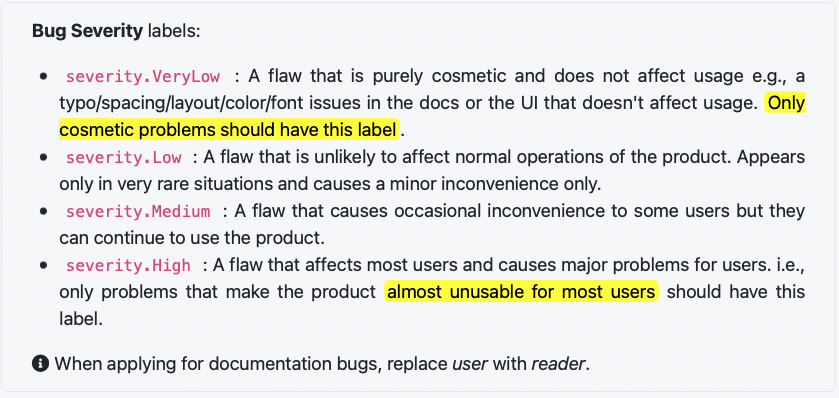 Bug Severity labels:
severity.VeryLow : A flaw that is purely cosmetic and does not affect usage e.g., a
typo/spacing/layout/color/font issues in the docs or the UI that doesn't affect usage. Only
cosmetic problems should have this label.
severity.Low : A flaw that is unlikely to affect normal operations of the product. Appears
only in very rare situations and causes a minor inconvenience only.
severity.Medium : A flaw that causes occasional inconvenience to some users but they
can continue to use the product.
severity.High : A flaw that affects most users and causes major problems for users. i.e.,
only problems that make the product almost unusable for most users should have this
label.
When applying for documentation bugs, replace user with reader.